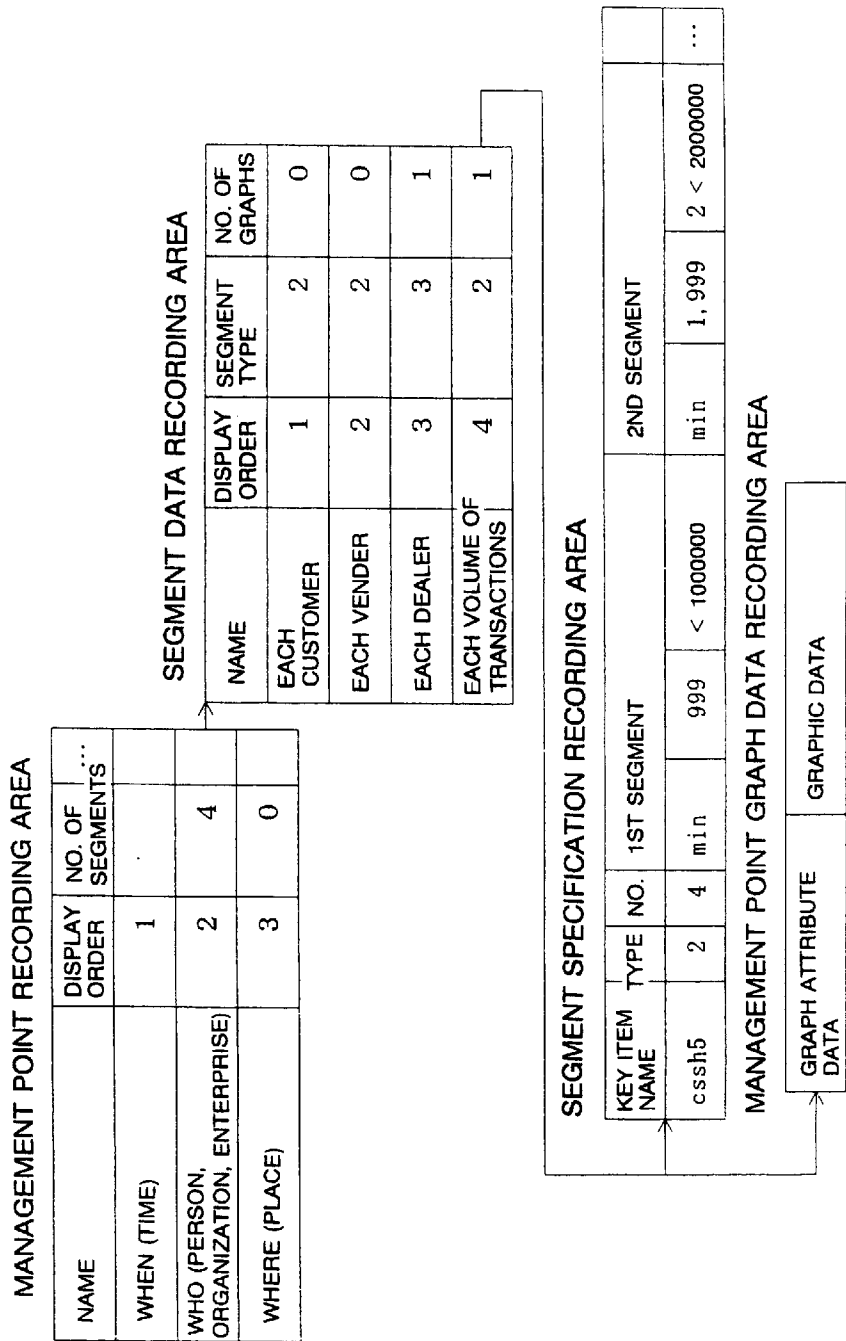 MANAGEMENT POINT RECORDING AREA
NAME
DISPLAY
ORDER
NO. OF
SEGMENTS
...
WHEN (TIME)
1
WHO (PERSON,
ORGANIZATION, ENTERPRISE)
2
4
WHERE (PLACE)
3
0
SEGMENT DATA RECORDING AREA
NAME
DISPLAY
ORDER
SEGMENT
TYPE
NO. OF
GRAPHS
EACH
CUSTOMER
1
2
0
EACH VENDER
2
2
0
EACH DEALER
3
3
1
EACH VOLUME OF
TRANSACTIONS
4
2
1
SEGMENT SPECIFICATION RECORDING AREA
KEY ITEM
NAME
TYPE
NO.
1ST SEGMENT
2ND SEGMENT
cssh5
2
4
min
999
< 1000000
min
1,999
2 < 2000000
...
MANAGEMENT POINT GRAPH DATA RECORDING AREA
GRAPH ATTRIBUTE
DATA
GRAPHIC DATA